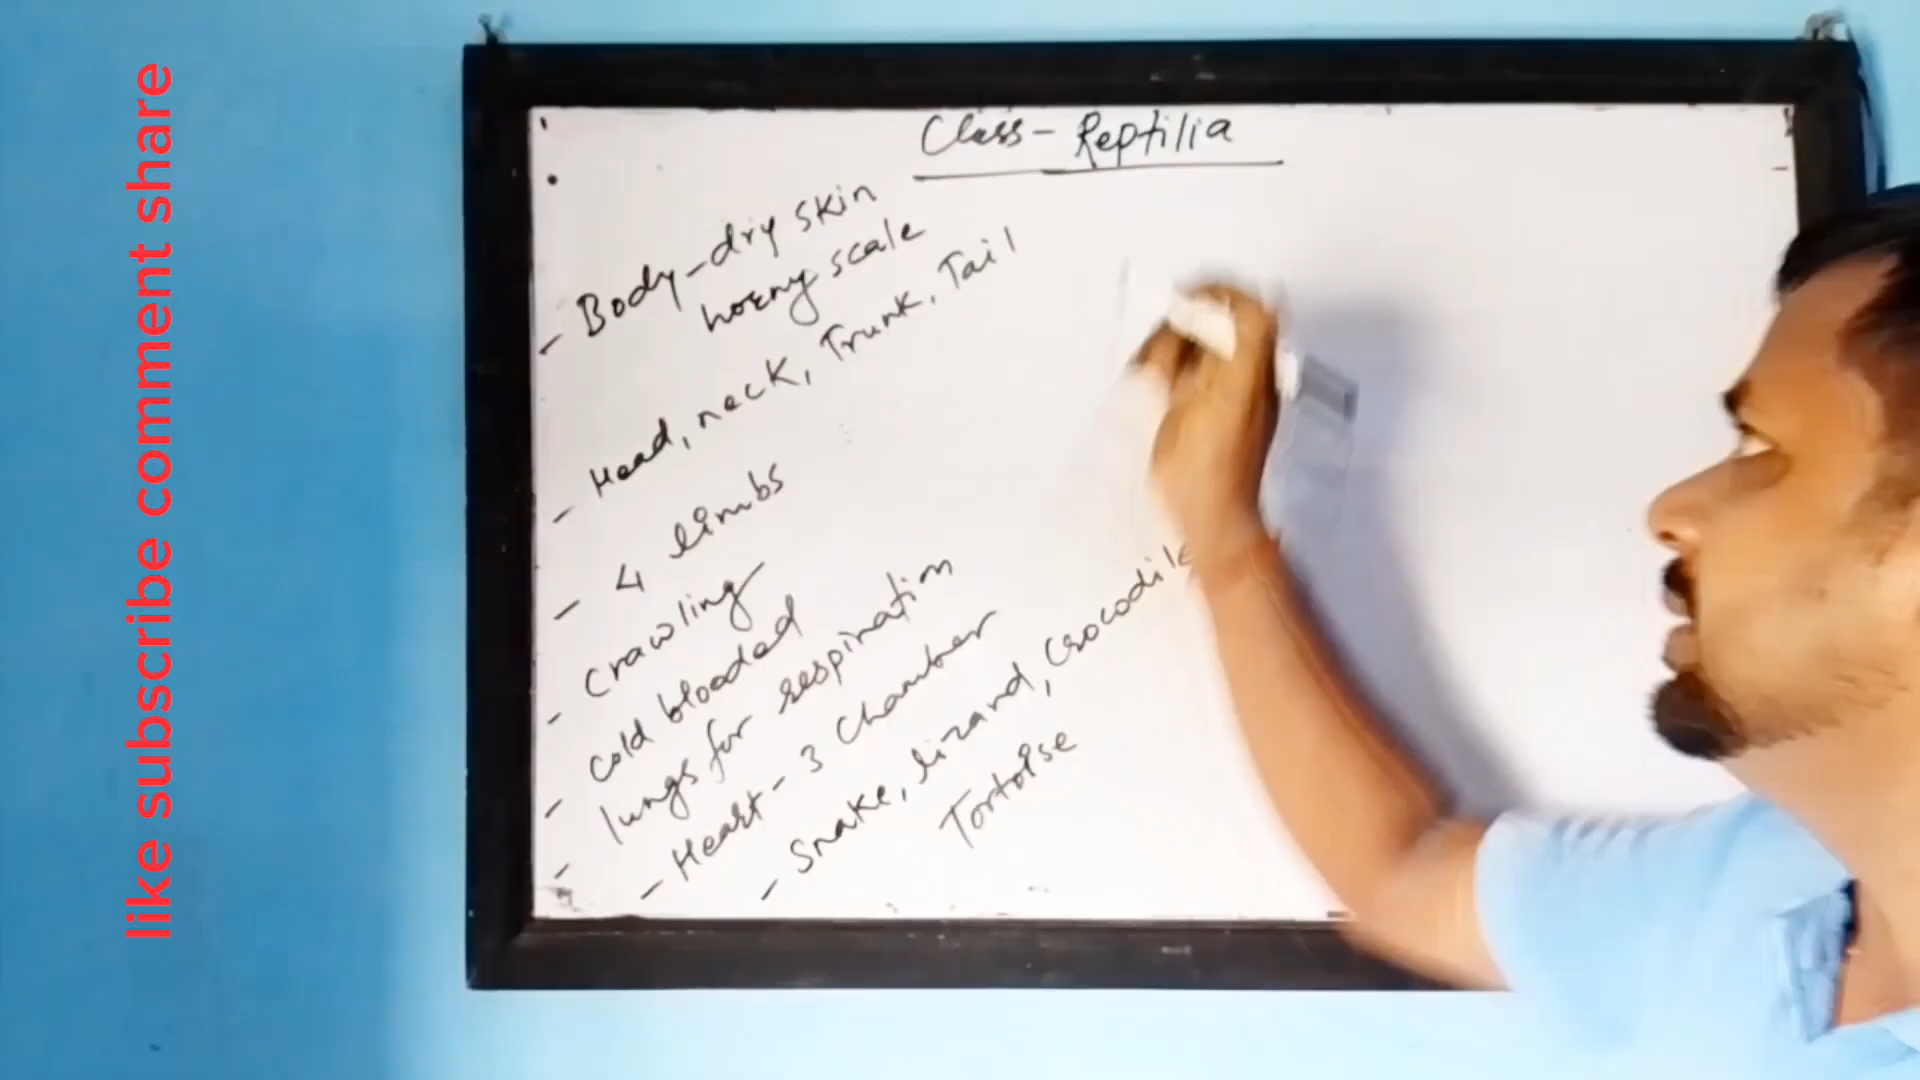 like subscribe comment share
Class - Reptilia
- Body - dry skin
horny scale
- Head, neck, Trunk, Tail
- 4 limbs
- Crawling
- Cold blooded
- lungs for respiration
- Heart - 3 Chamber
- Snake, lizard, Crocodile
Tortoise